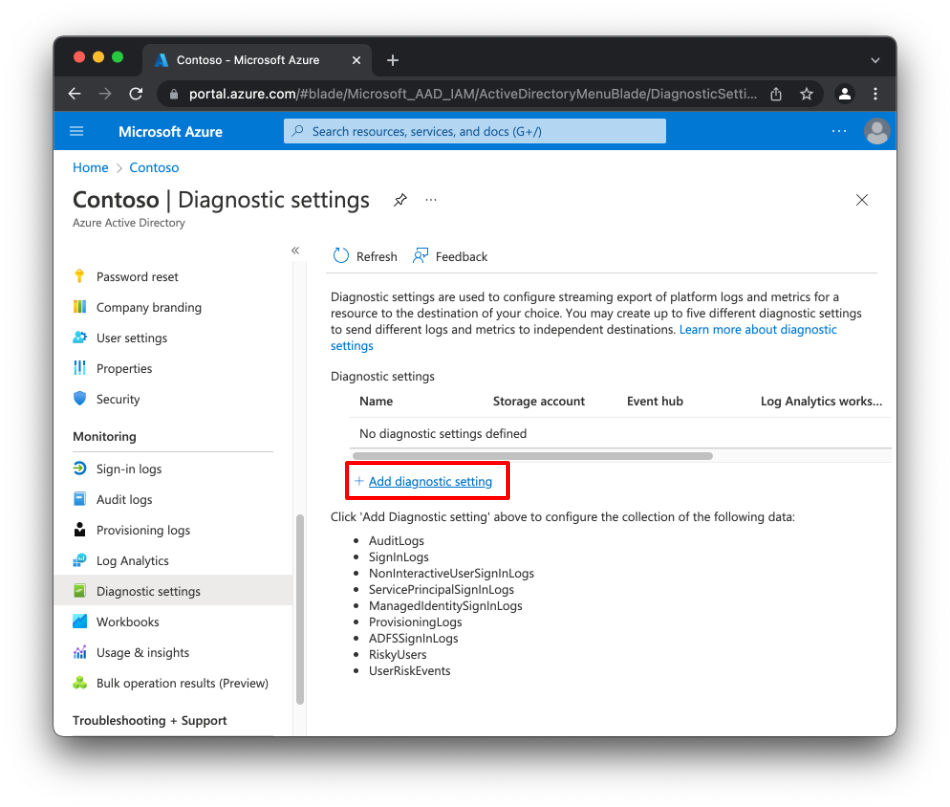 Contoso - Microsoft Azure
portal.azure.com/#blade/Microsoft_AAD_IAM/ActiveDirectoryMenuBlade/DiagnosticSetti...
Microsoft Azure
Search resources, services, and docs (G+/)
Home > Contoso
Contoso | Diagnostic settings
Azure Active Directory
Password reset
Company branding
User settings
Properties
Security
Monitoring
Sign-in logs
Audit logs
Provisioning logs
Log Analytics
Diagnostic settings
Workbooks
Usage & insights
Bulk operation results (Preview)
Troubleshooting + Support
Refresh Feedback
Diagnostic settings are used to configure streaming export of platform logs and metrics for a
resource to the destination of your choice. You may create up to five different diagnostic settings
to send different logs and metrics to independent destinations. Learn more about diagnostic
settings
Diagnostic settings
Name Storage account Event hub Log Analytics works...
No diagnostic settings defined
+ Add diagnostic setting
Click 'Add Diagnostic setting' above to configure the collection of the following data:
• AuditLogs
• SignInLogs
• NonInteractiveUserSignInLogs
• ServicePrincipalSignInLogs
• ManagedIdentitySignInLogs
• ProvisioningLogs
• ADFSSignInLogs
• RiskyUsers
• UserRiskEvents